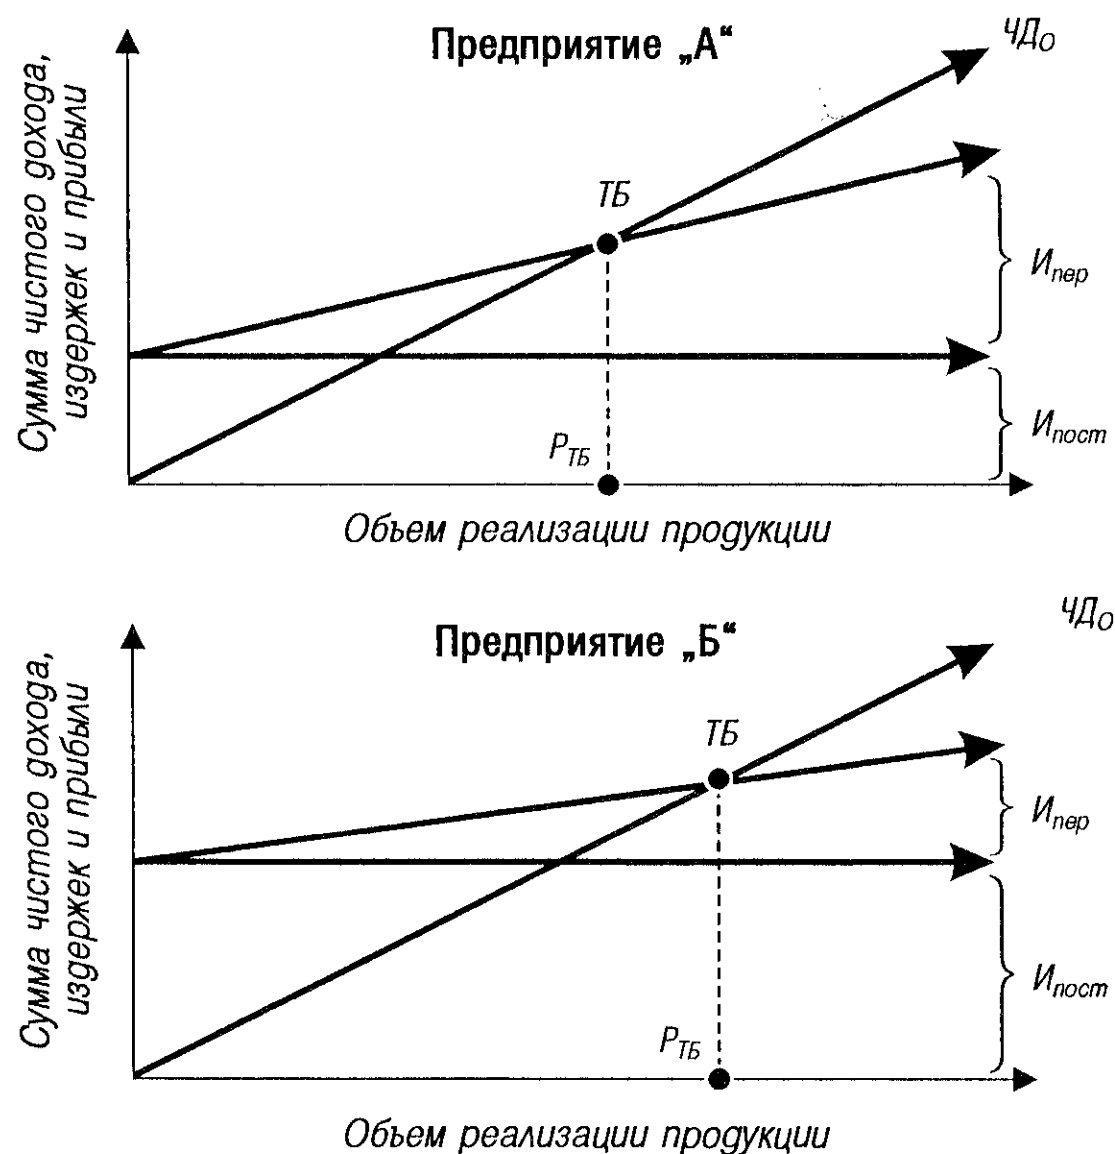 Предприятие „А“
ЧДО
Сумма чистого дохода,
издержек и прибыли
ТБ
Ипер
Ипост
РТБ
Объем реализации продукции
Предприятие „Б“
ЧДО
Сумма чистого дохода,
издержек и прибыли
ТБ
Ипер
Ипост
РТБ
Объем реализации продукции